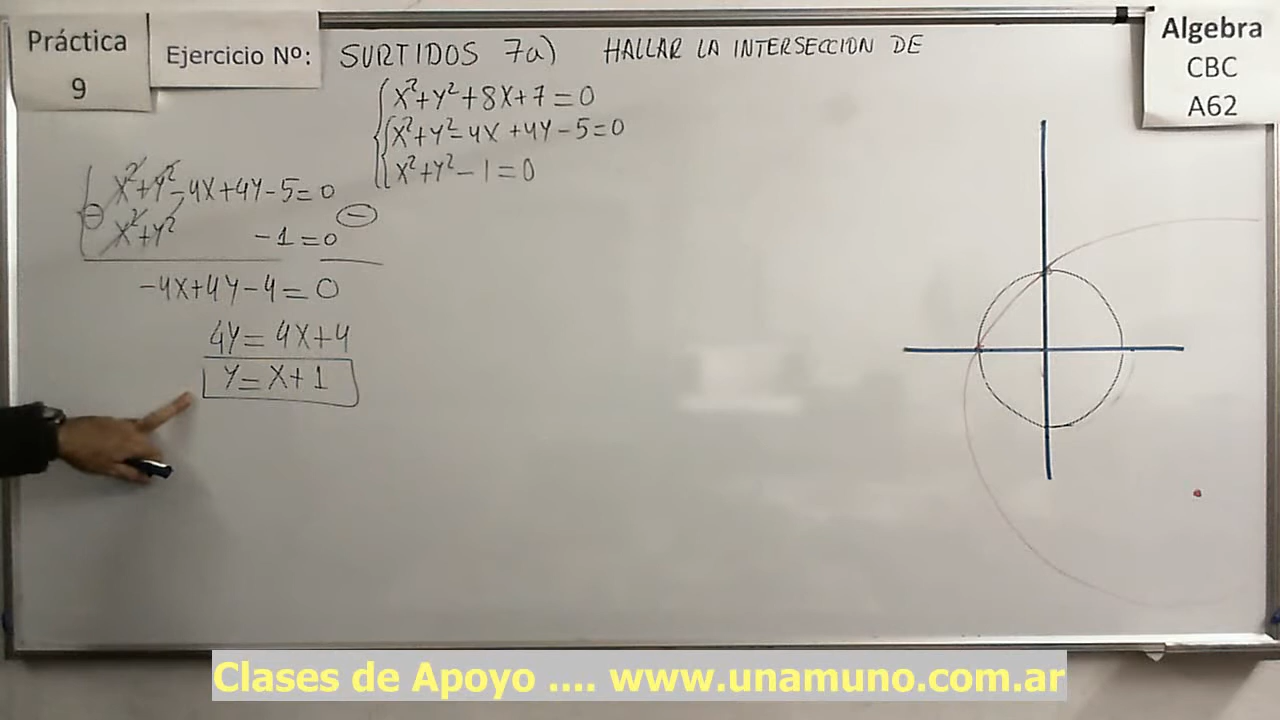 Práctica
9
Ejercicio Nº:
SURTIDOS 7a) HALLAR LA INTERSECCION DE
Algebra
CBC
A62
X²+Y²+8X+7=0
X²+Y²-4X+4Y-5=0
X²+Y²-1=0
X²+Y²-4X+4Y-5=0
X²+Y² -1=0
-4X+4Y-4=0
4Y=4X+4
Y=X+1
Clases de Apoyo .... www.unamuno.com.ar